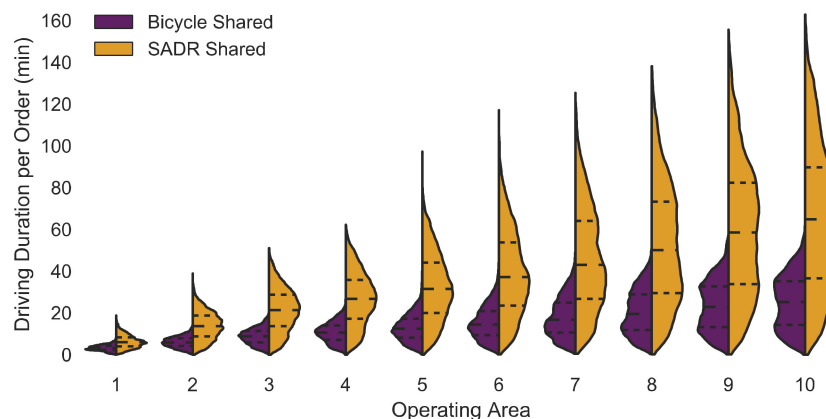 Bicycle Shared
SADR Shared
Driving Duration per Order (min)
160
140
120
100
80
60
40
20
0
1 2 3 4 5 6 7 8 9 10
Operating Area